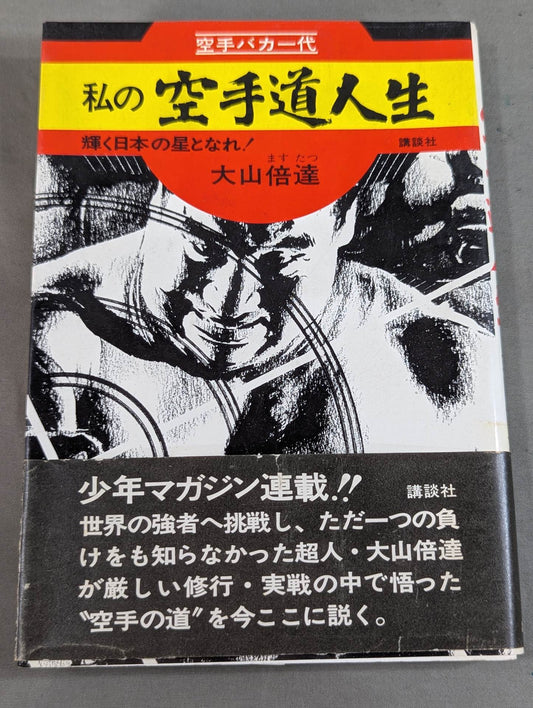 空手バカ一代
私の空手道人生
輝く日本の星となれ!
講談社
ます たつ
大山倍達
少年マガジン連載!!
講談社
世界の強者へ挑戦し、ただ一つの負
けをも知らなかった超人・大山倍達
が厳しい修行・実戦の中で悟った
〝空手の道〟を今ここに説く。